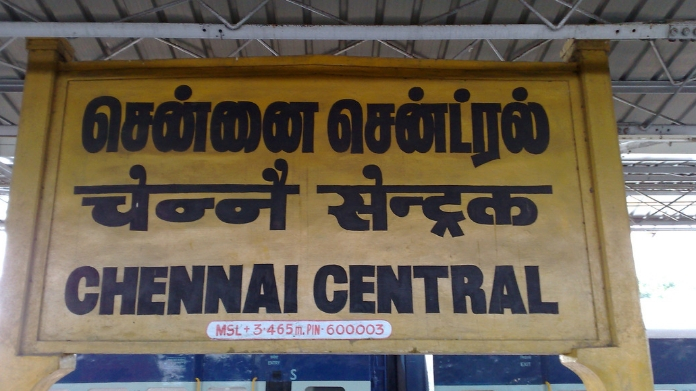 சென்னை சென்ட்ரல்
चेन्नै सेन्ट्रल
CHENNAI CENTRAL
MSL+3·465m.PIN-600003
S